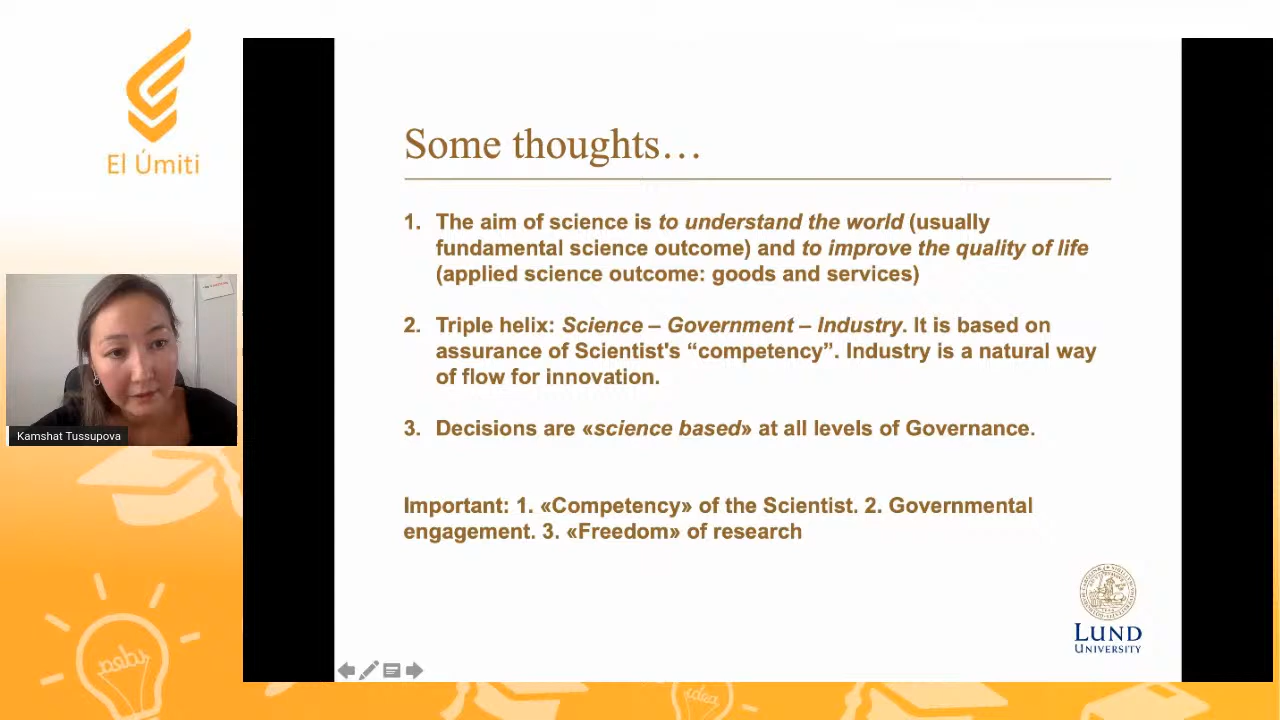 El Úmiti
Some thoughts…
1. The aim of science is to understand the world (usually
fundamental science outcome) and to improve the quality of life
(applied science outcome: goods and services)
2. Triple helix: Science – Government – Industry. It is based on
assurance of Scientist's “competency”. Industry is a natural way
of flow for innovation.
3. Decisions are «science based» at all levels of Governance.
Important: 1. «Competency» of the Scientist. 2. Governmental
engagement. 3. «Freedom» of research
Kamshat Tussupova
LUND
UNIVERSITY
idea